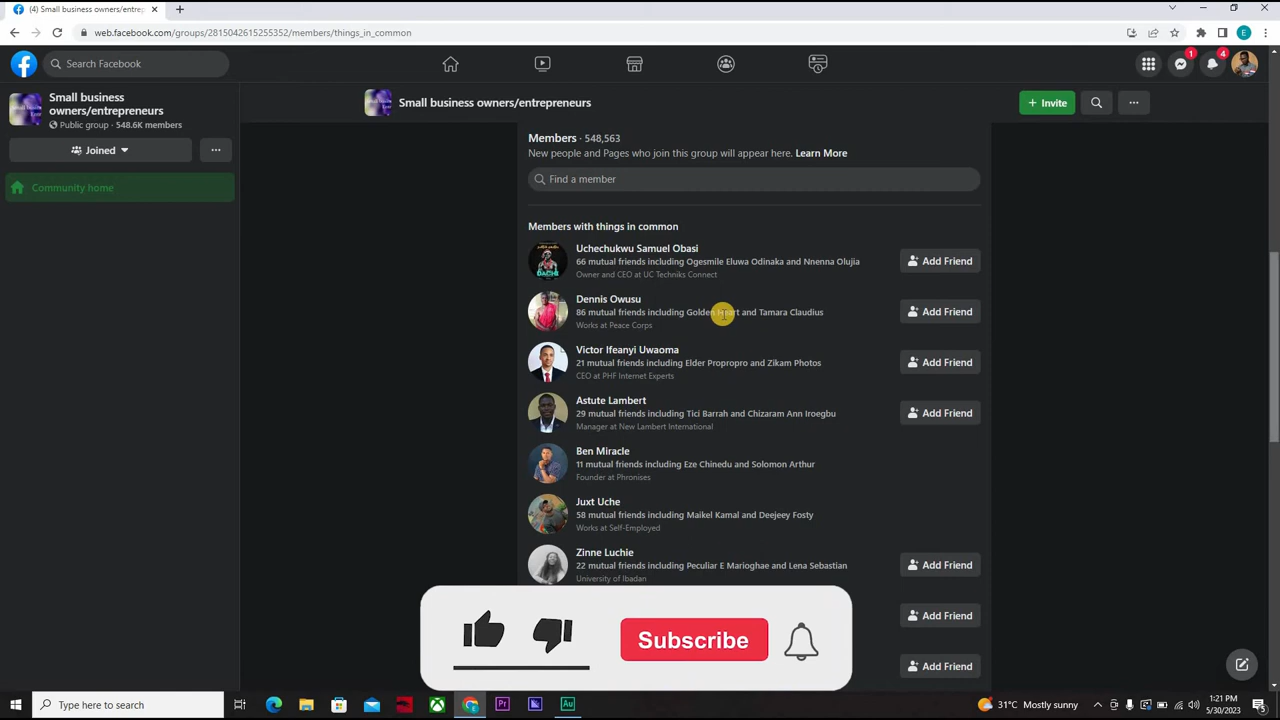 (4) Small business owners/entrep
web.facebook.com/groups/2815042615255352/members/things_in_common
E
Search Facebook
1
4
Small business
owners/entrepreneurs
Public group · 548.6K members
Joined
Community home
Small business owners/entrepreneurs
+ Invite
Members · 548,563
New people and Pages who join this group will appear here. Learn More
Find a member
Members with things in common
Uchechukwu Samuel Obasi
66 mutual friends including Ogesmile Eluwa Odinaka and Nnenna Olujia
Owner and CEO at UC Techniks Connect
Add Friend
Dennis Owusu
86 mutual friends including Golden Heart and Tamara Claudius
Works at Peace Corps
Add Friend
Victor Ifeanyi Uwaoma
21 mutual friends including Elder Propropro and Zikam Photos
CEO at PHF Internet Experts
Add Friend
Astute Lambert
29 mutual friends including Tici Barrah and Chizaram Ann Iroegbu
Manager at New Lambert International
Add Friend
Ben Miracle
11 mutual friends including Eze Chinedu and Solomon Arthur
Founder at Phronises
Juxt Uche
58 mutual friends including Maikel Kamal and Deejeey Fosty
Works at Self-Employed
Zinne Luchie
22 mutual friends including Peculiar E Marioghae and Lena Sebastian
University of Ibadan
Add Friend
Add Friend
Add Friend
Subscribe
Type here to search
Pr
Au
31°C Mostly sunny
1:21 PM
5/30/2023